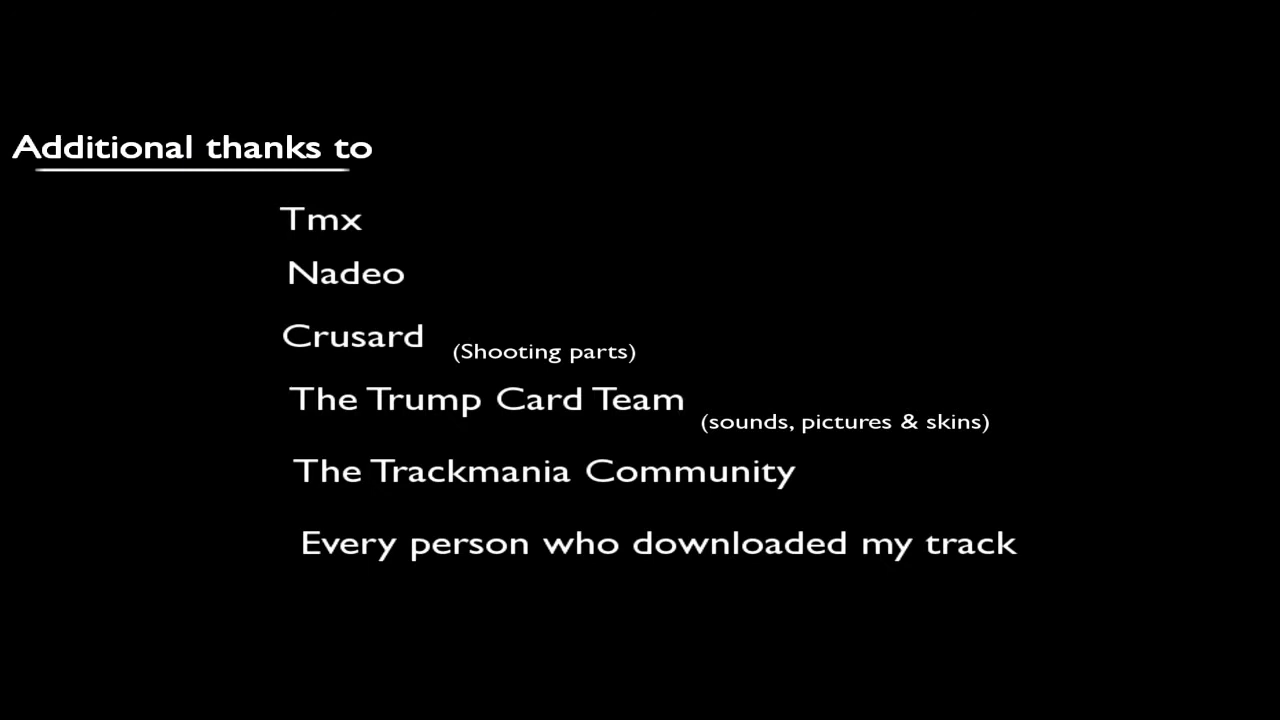 Additional thanks to
Tmx
Nadeo
Crusard (Shooting parts)
The Trump Card Team (sounds, pictures & skins)
The Trackmania Community
Every person who downloaded my track